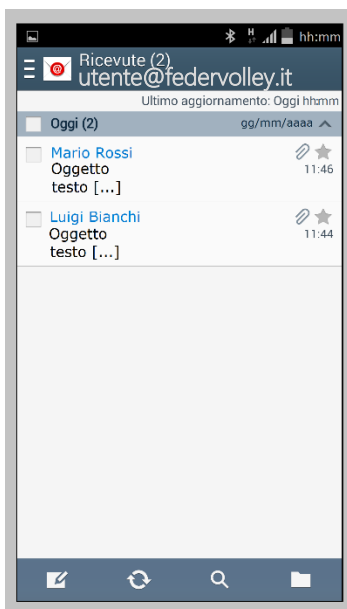 H hh:mm
Ricevute (2)
utente@federvolley.it
Ultimo aggiornamento: Oggi hh:mm
Oggi (2) gg/mm/aaaa
Mario Rossi
Oggetto 11:46
testo [...]
Luigi Bianchi
Oggetto 11:44
testo [...]